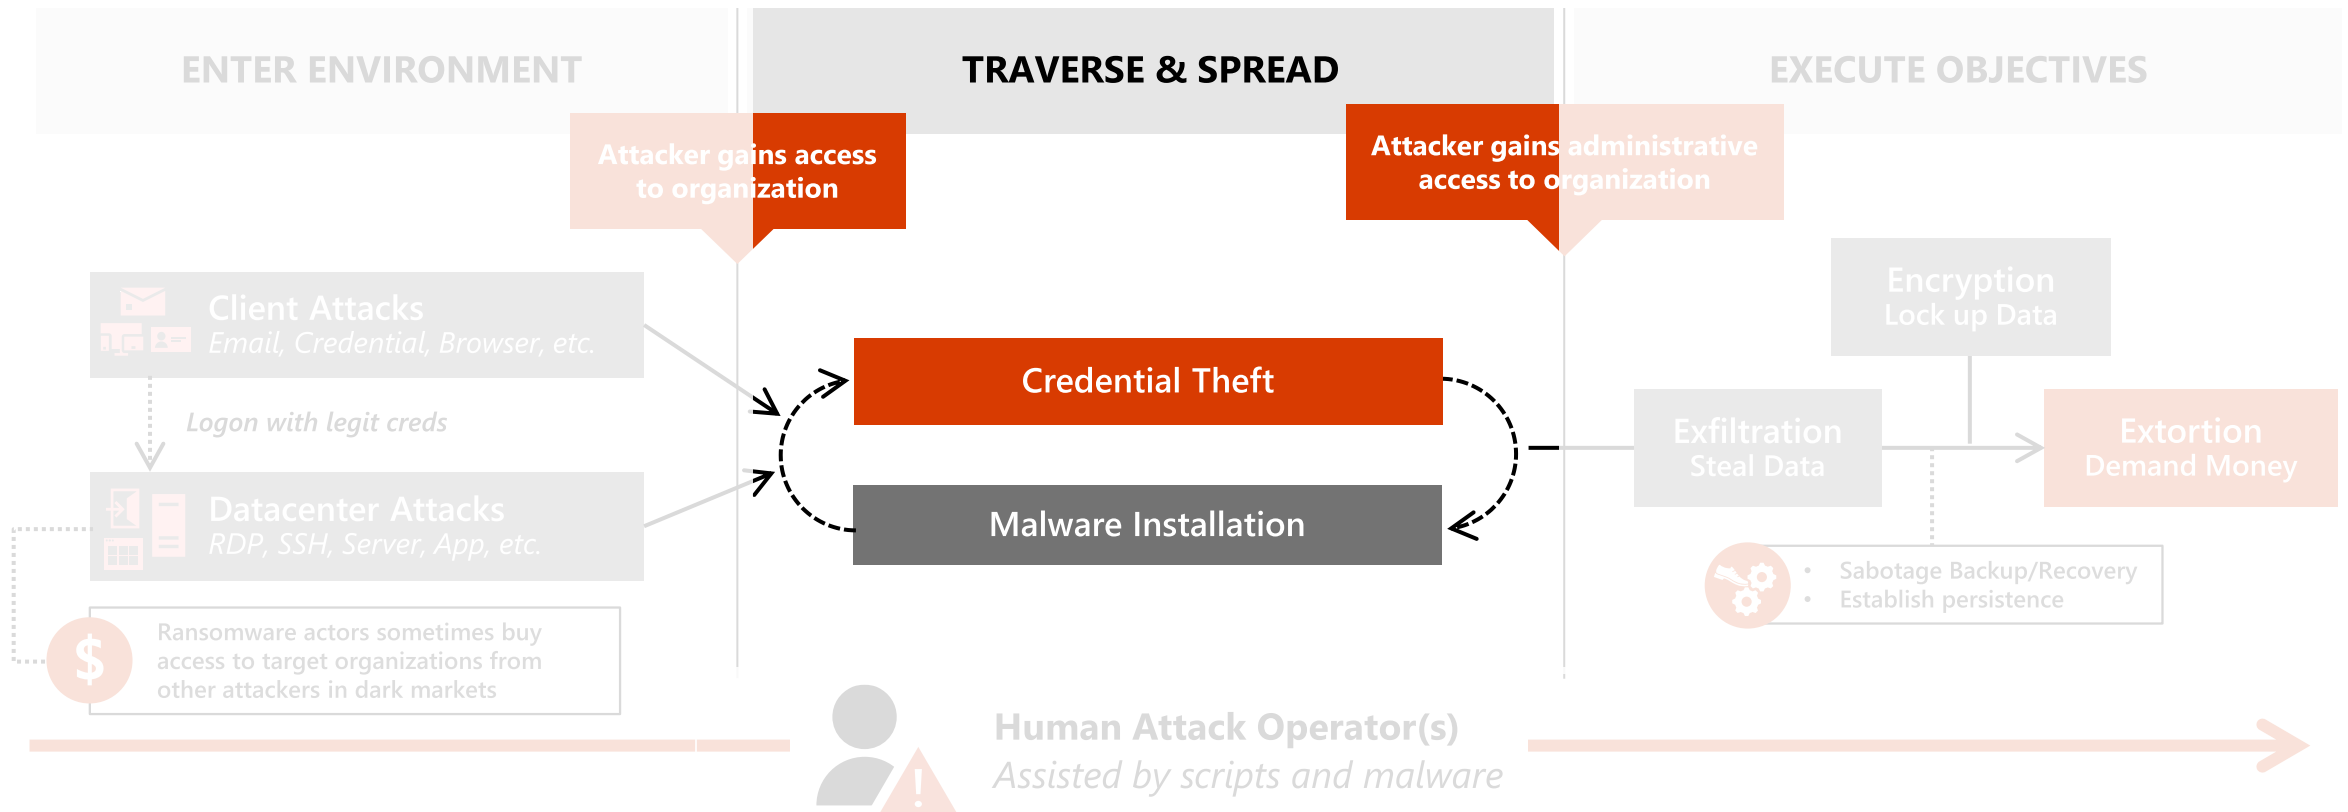 ENTER ENVIRONMENT
TRAVERSE & SPREAD
EXECUTE OBJECTIVES
Attacker gains access
to organization
Attacker gains administrative
access to organization
Client Attacks
Email, Credential, Browser, etc.
Logon with legit creds
Datacenter Attacks
RDP, SSH, Server, App, etc.
$
Ransomware actors sometimes buy
access to target organizations from
other attackers in dark markets
Credential Theft
Malware Installation
Encryption
Lock up Data
Exfiltration
Steal Data
Extortion
Demand Money
• Sabotage Backup/Recovery
• Establish persistence
!
Human Attack Operator(s)
Assisted by scripts and malware